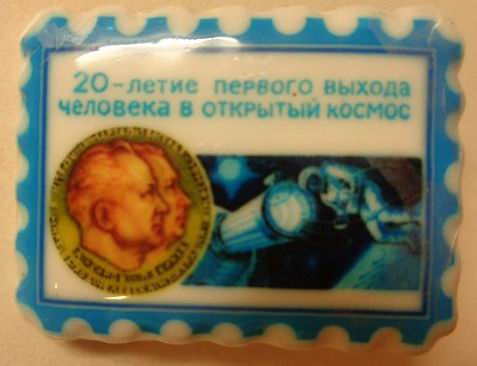 20-летие первого выхода
человека в открытый космос